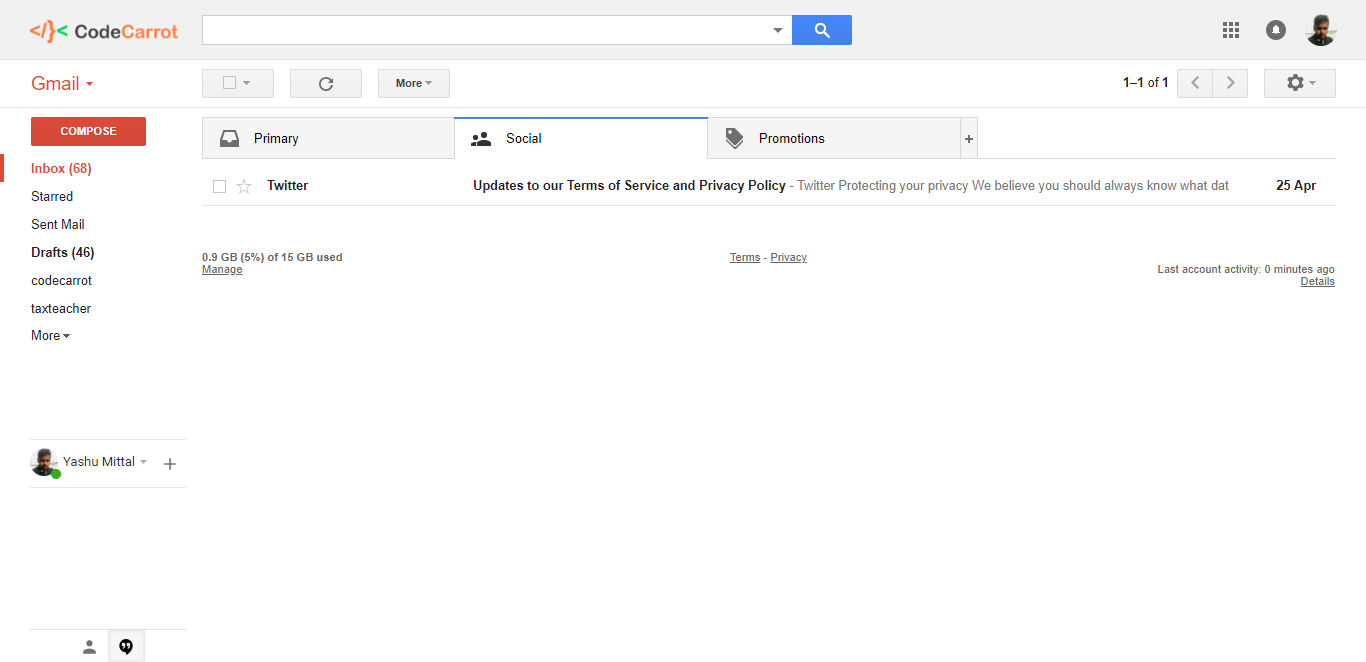 </}< CodeCarrot
Gmail
More
1–1 of 1
COMPOSE
Inbox (68)
Starred
Sent Mail
Drafts (46)
codecarrot
taxteacher
More
Primary
Social
Promotions
+
Twitter
Updates to our Terms of Service and Privacy Policy - Twitter Protecting your privacy We believe you should always know what dat
25 Apr
0.9 GB (5%) of 15 GB used
Manage
Terms - Privacy
Last account activity: 0 minutes ago
Details
Yashu Mittal